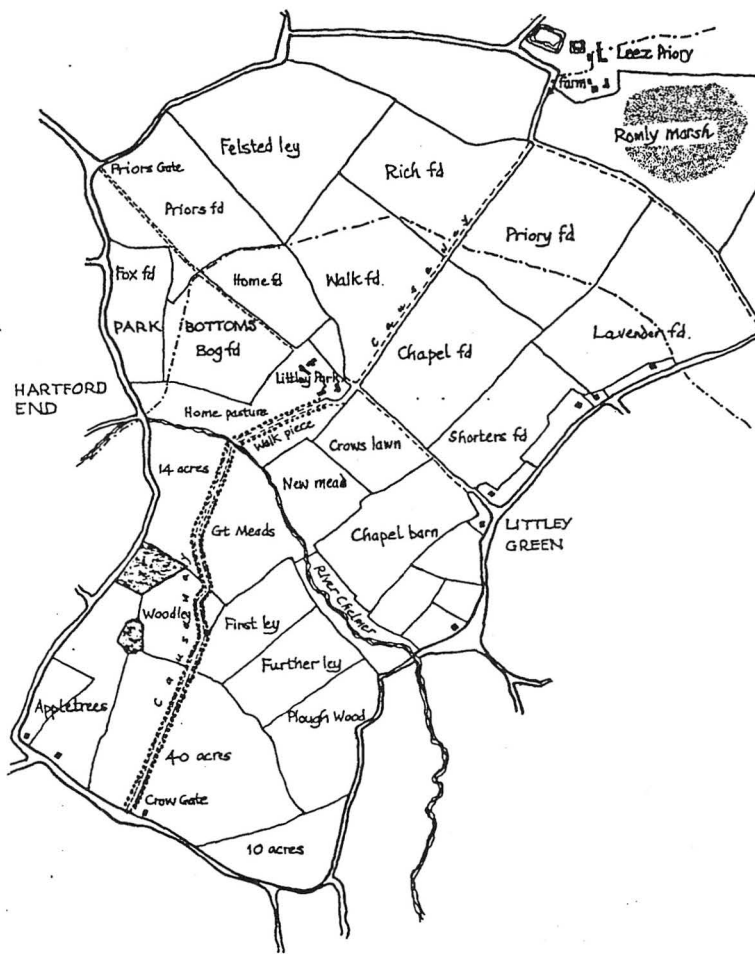 Leez Priory
Farm
Romly marsh
Felsted ley
Priors Gate
Rich fd
Priors fd
Priory fd
Causeway
Fox fd
Home fd
Walk fd.
PARK
BOTTOMS
Bog fd
Lavender fd.
Chapel fd
Littley Park
HARTFORD
END
Home pasture
Walk piece
Crows lawn
Shorters fd
14 acres
New mead
Gt Meads
Chapel barn
LITTLEY
GREEN
River Chelmer
Causeway
Woodley
First ley
Further ley
Appletrees
Plough Wood
40 acres
Crow Gate
10 acres